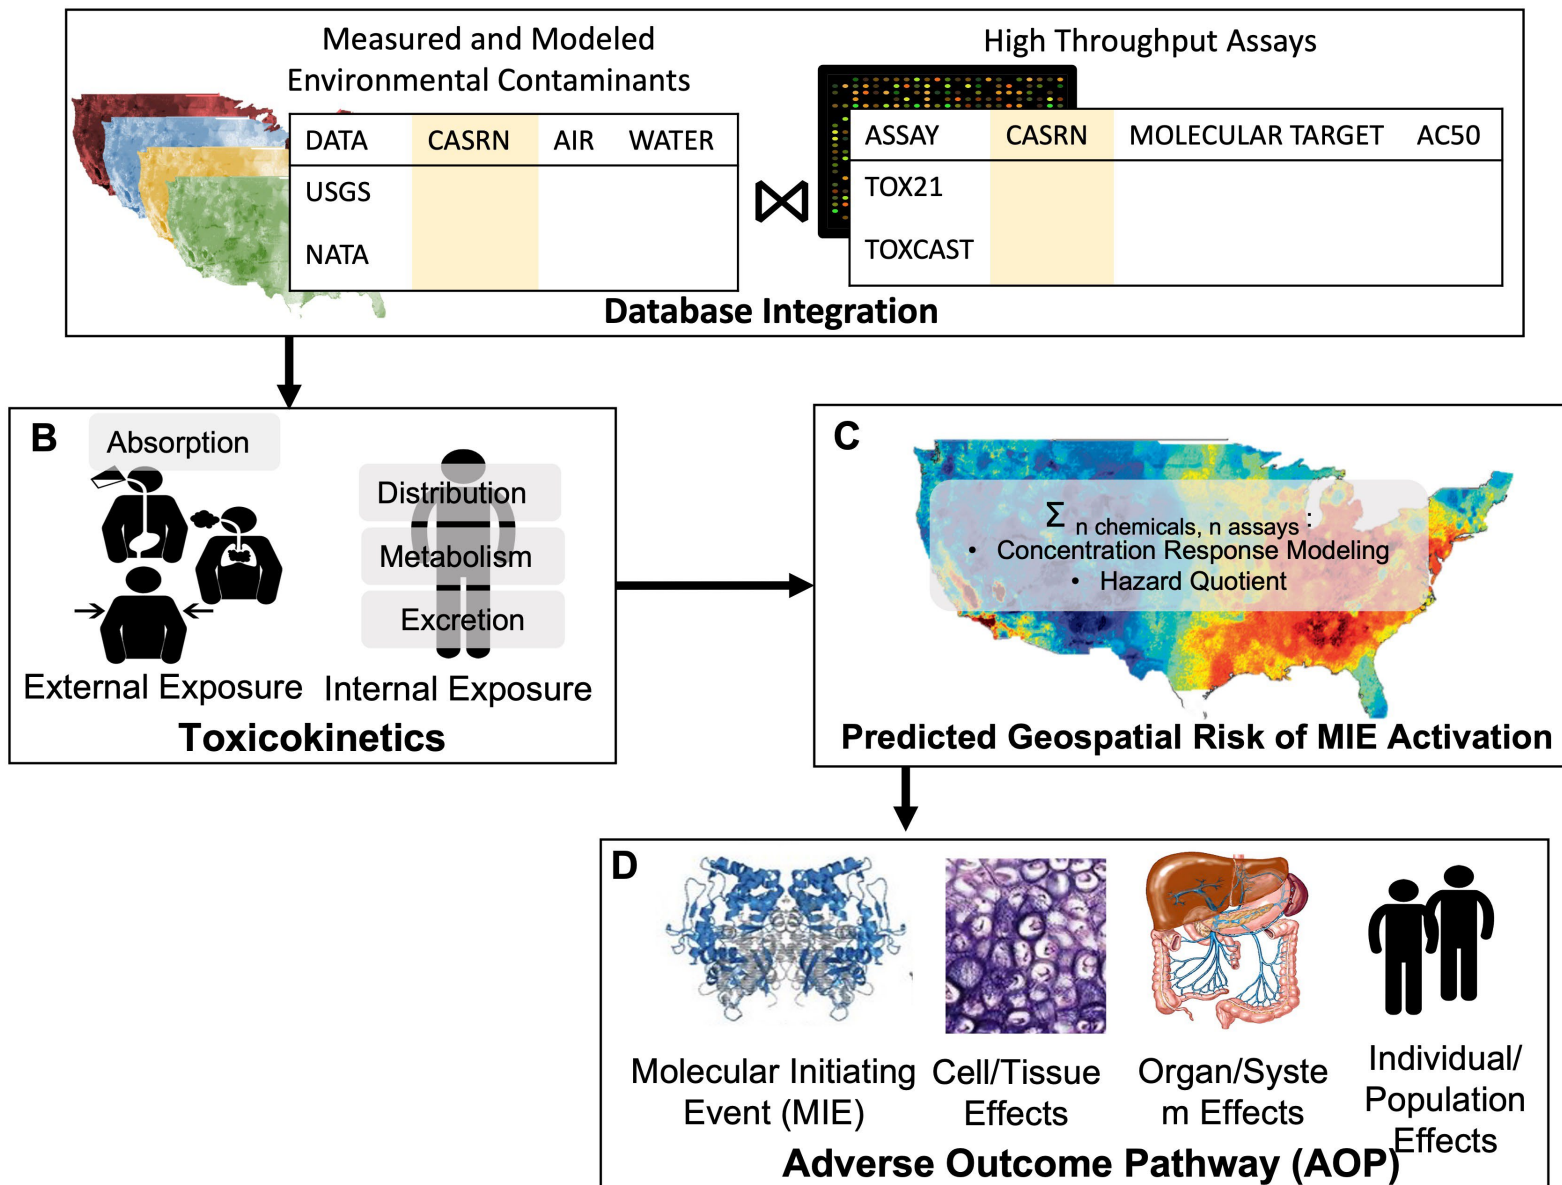 Measured and Modeled
Environmental Contaminants
High Throughput Assays
DATA CASRN AIR WATER
USGS
NATA
ASSAY CASRN MOLECULAR TARGET AC50
TOX21
TOXCAST
Database Integration
B
Absorption
Distribution
Metabolism
Excretion
External Exposure
Internal Exposure
Toxicokinetics
C
Σ n chemicals, n assays :
• Concentration Response Modeling
• Hazard Quotient
Predicted Geospatial Risk of MIE Activation
D
Molecular Initiating
Event (MIE)
Cell/Tissue
Effects
Organ/Syste
m Effects
Individual/
Population
Effects
Adverse Outcome Pathway (AOP)